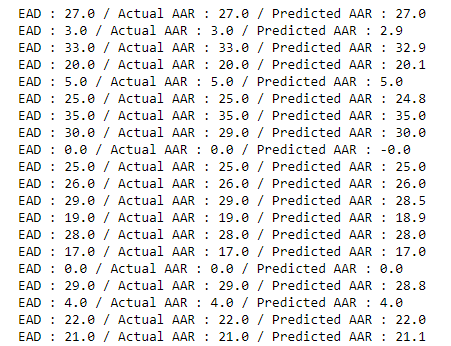 EAD : 27.0 / Actual AAR : 27.0 / Predicted AAR : 27.0
EAD : 3.0 / Actual AAR : 3.0 / Predicted AAR : 2.9
EAD : 33.0 / Actual AAR : 33.0 / Predicted AAR : 32.9
EAD : 20.0 / Actual AAR : 20.0 / Predicted AAR : 20.1
EAD : 5.0 / Actual AAR : 5.0 / Predicted AAR : 5.0
EAD : 25.0 / Actual AAR : 25.0 / Predicted AAR : 24.8
EAD : 35.0 / Actual AAR : 35.0 / Predicted AAR : 35.0
EAD : 30.0 / Actual AAR : 29.0 / Predicted AAR : 30.0
EAD : 0.0 / Actual AAR : 0.0 / Predicted AAR : -0.0
EAD : 25.0 / Actual AAR : 25.0 / Predicted AAR : 25.0
EAD : 26.0 / Actual AAR : 26.0 / Predicted AAR : 26.0
EAD : 29.0 / Actual AAR : 29.0 / Predicted AAR : 28.5
EAD : 19.0 / Actual AAR : 19.0 / Predicted AAR : 18.9
EAD : 28.0 / Actual AAR : 28.0 / Predicted AAR : 28.0
EAD : 17.0 / Actual AAR : 17.0 / Predicted AAR : 17.0
EAD : 0.0 / Actual AAR : 0.0 / Predicted AAR : 0.0
EAD : 29.0 / Actual AAR : 29.0 / Predicted AAR : 28.8
EAD : 4.0 / Actual AAR : 4.0 / Predicted AAR : 4.0
EAD : 22.0 / Actual AAR : 22.0 / Predicted AAR : 22.0
EAD : 21.0 / Actual AAR : 21.0 / Predicted AAR : 21.1